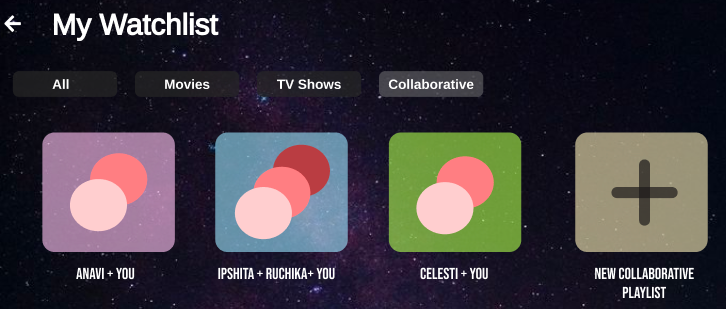 My Watchlist
All
Movies
TV Shows
Collaborative
ANAVI + YOU
IPSHITA + RUCHIKA+ YOU
CELESTI + YOU
NEW COLLABORATIVE
PLAYLIST